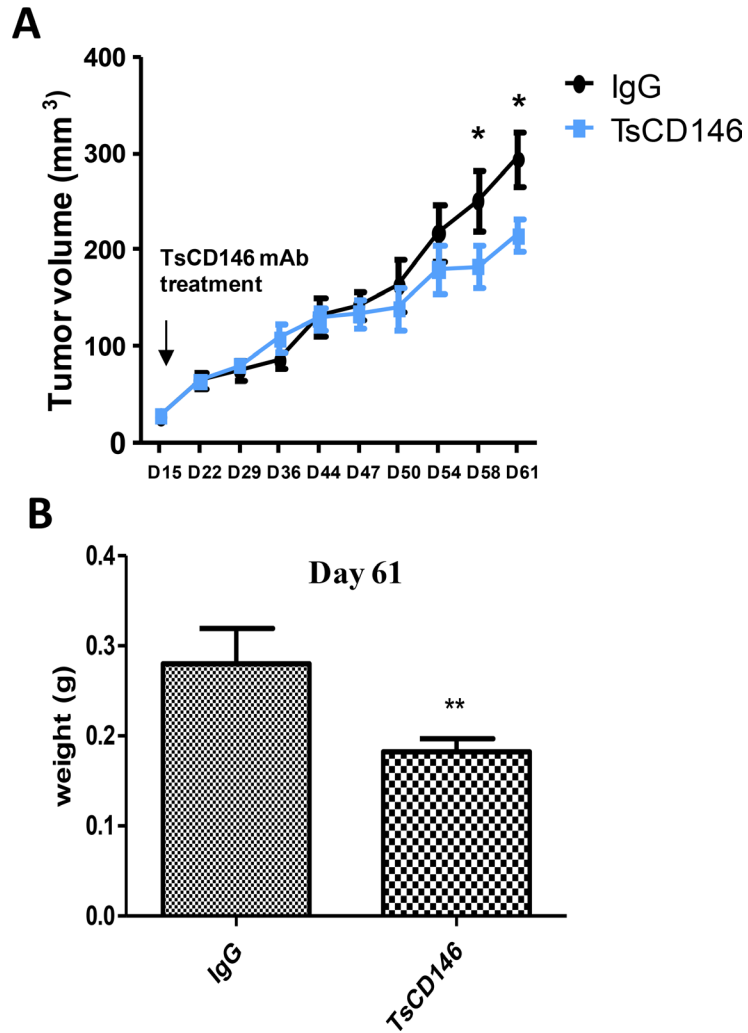 A
400
300
200
100
0
Tumor volume (mm 3)
TsCD146 mAb
treatment
*
*
IgG
TsCD146
D15 D22 D29 D36 D44 D47 D50 D54 D58 D61
B
Day 61
0.4
0.3
0.2
0.1
0.0
weight (g)
**
IgG
TsCD146